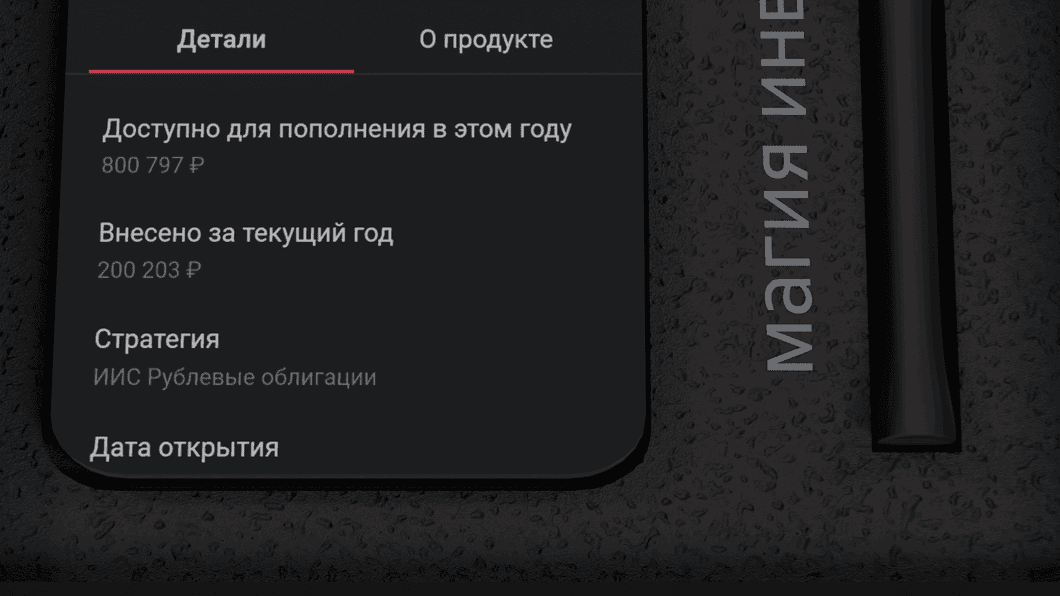 Детали
О продукте
Доступно для пополнения в этом году
800 797 ₽
Внесено за текущий год
200 203 ₽
Стратегия
ИИС Рублевые облигации
Дата открытия
магия